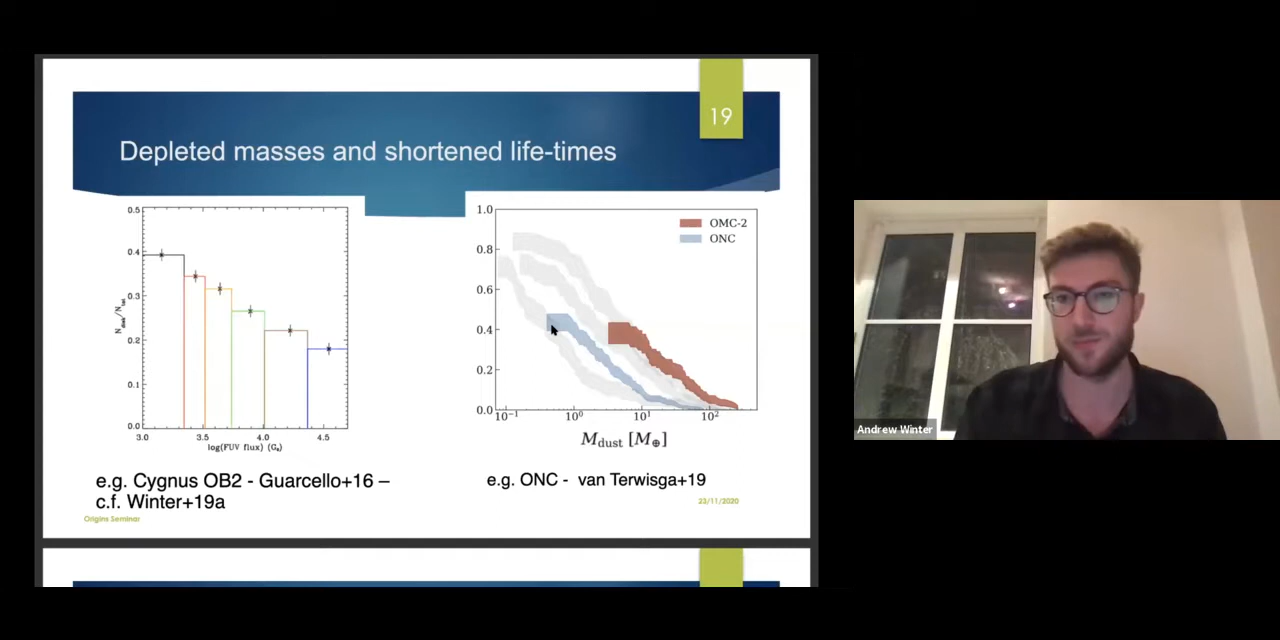 19
Depleted masses and shortened life-times
0.5
0.4
0.3
0.2
0.1
0.0
3.0 3.5 4.0 4.5
log(FUV flux) (G₀)
N_disk/N_tot
1.0
0.8
0.6
0.4
0.2
0.0
10⁻¹ 10⁰ 10¹ 10²
M_dust [M_⊕]
OMC-2
ONC
e.g. Cygnus OB2 - Guarcello+16 –
c.f. Winter+19a
e.g. ONC - van Terwisga+19
23/11/2020
Origins Seminar
Andrew Winter